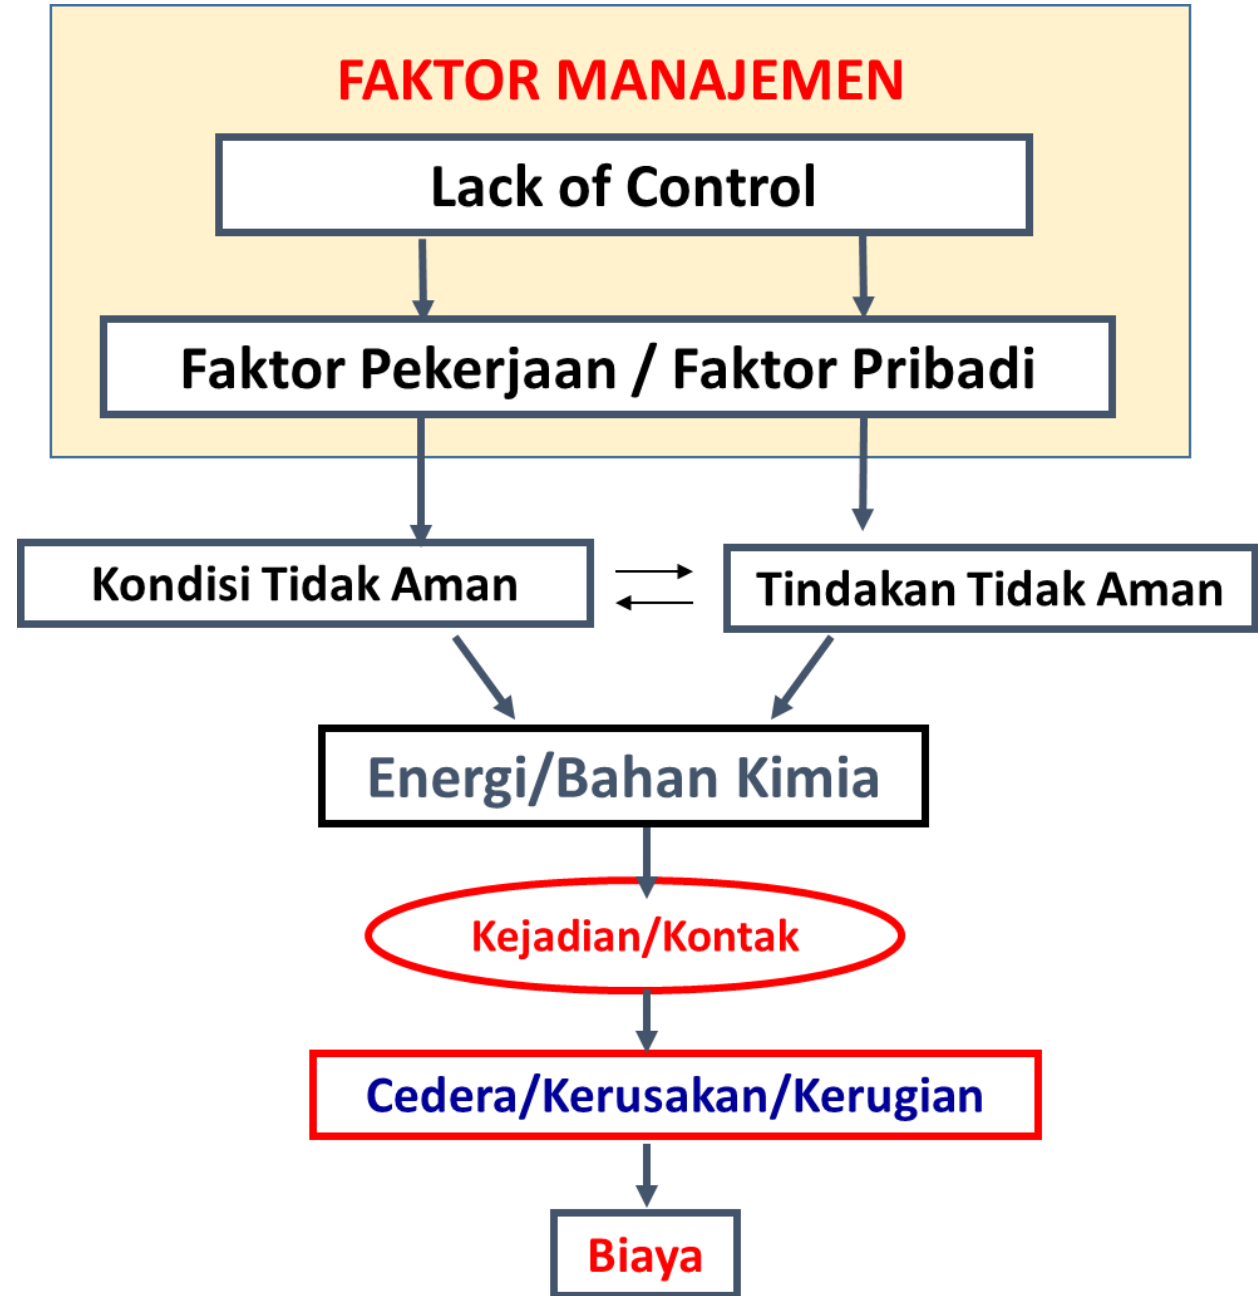 FAKTOR MANAJEMEN
Lack of Control
Faktor Pekerjaan / Faktor Pribadi
Kondisi Tidak Aman
Tindakan Tidak Aman
Energi/Bahan Kimia
Kejadian/Kontak
Cedera/Kerusakan/Kerugian
Biaya